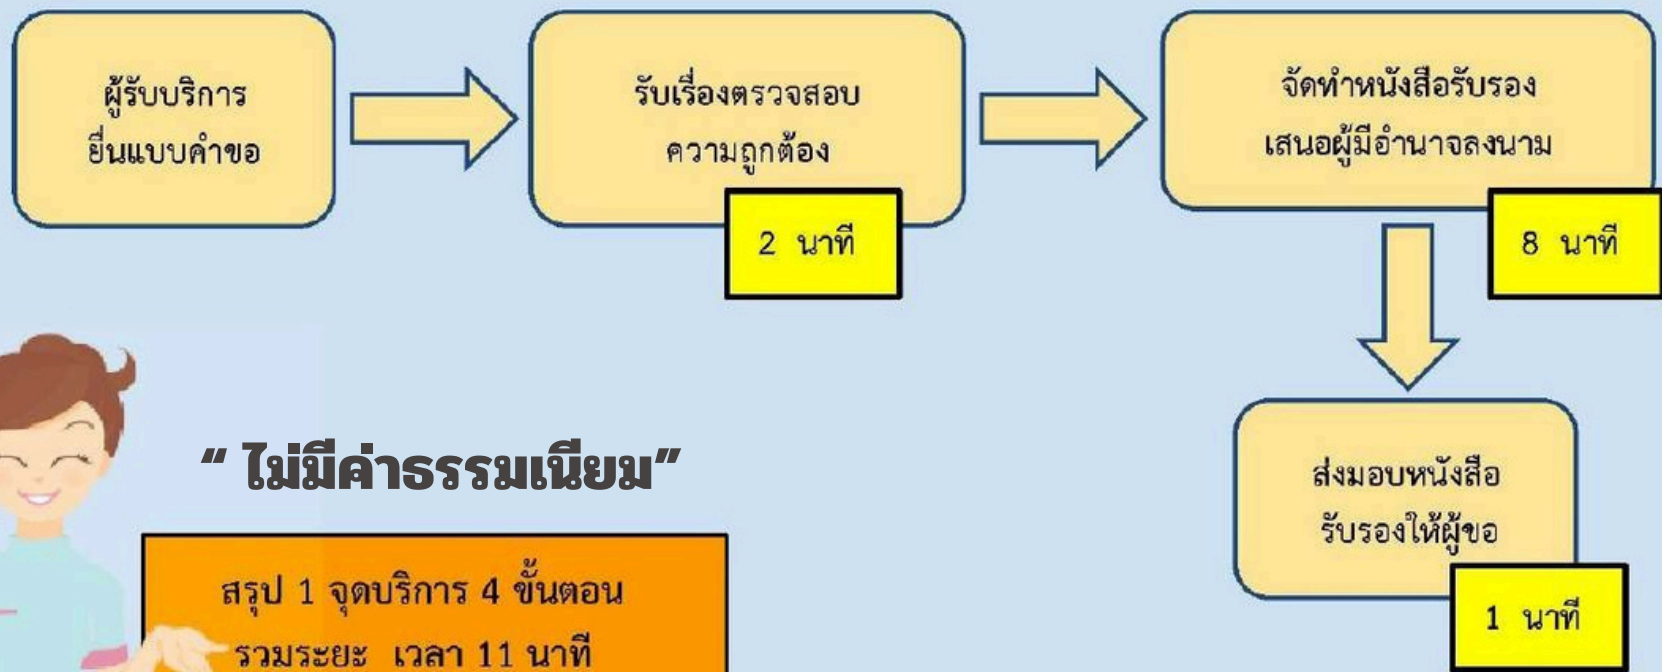 ผู้รับบริการ
ยื่นแบบคำขอ
รับเรื่องตรวจสอบ
ความถูกต้อง
2 นาที
จัดทำหนังสือรับรอง
เสนอผู้มีอำนาจลงนาม
8 นาที
ส่งมอบหนังสือ
รับรองให้ผู้ขอ
1 นาที
“ ไม่มีค่าธรรมเนียม”
สรุป 1 จุดบริการ 4 ขั้นตอน
รวมระยะ เวลา 11 นาที